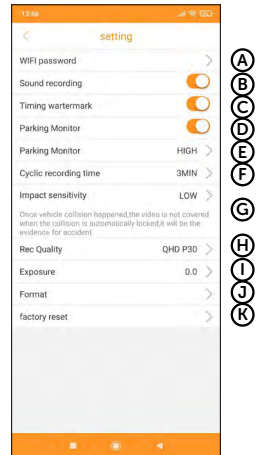 13:55
setting
WIFI password
A
Sound recording
B
Timing wartermark
C
Parking Monitor
D
Parking Monitor HIGH
E
Cyclic recording time 3MIN
F
Impact sensitivity LOW
Once vehicle collision happened,the video is not covered
when the collision is automatically locked,it will be the
evidence for accident
G
Rec Quality QHD P30
H
Exposure 0.0
I
Format
J
factory reset
K